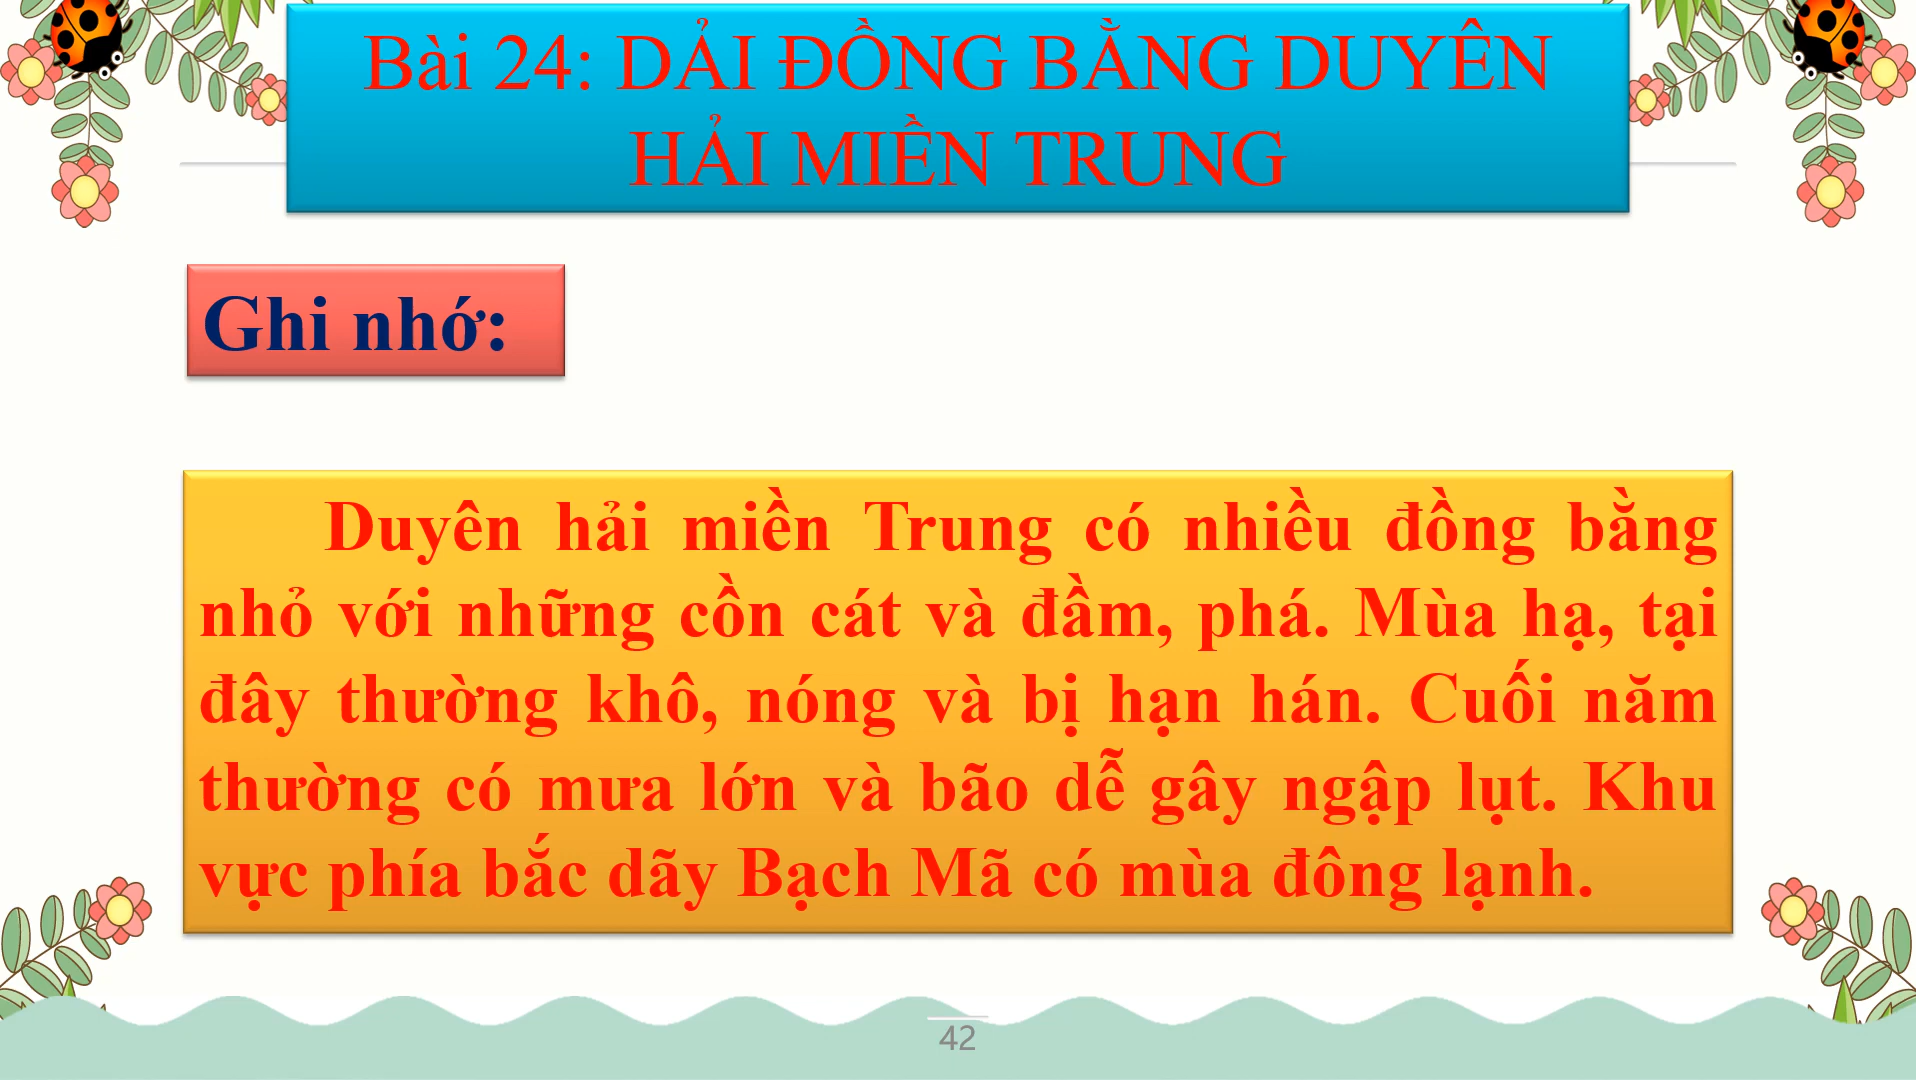 Bài 24: DẢI ĐỒNG BẰNG DUYÊN
HẢI MIỀN TRUNG
Ghi nhớ:
Duyên hải miền Trung có nhiều đồng bằng
nhỏ với những cồn cát và đầm, phá. Mùa hạ, tại
đây thường khô, nóng và bị hạn hán. Cuối năm
thường có mưa lớn và bão dễ gây ngập lụt. Khu
vực phía bắc dãy Bạch Mã có mùa đông lạnh.
42